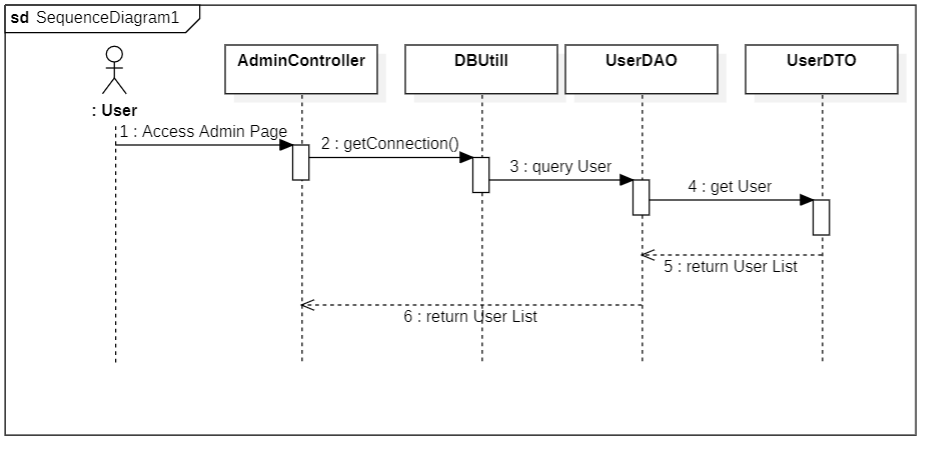 sd SequenceDiagram1
AdminController
DBUtill
UserDAO
UserDTO
: User
1 : Access Admin Page
2 : getConnection()
3 : query User
4 : get User
5 : return User List
6 : return User List